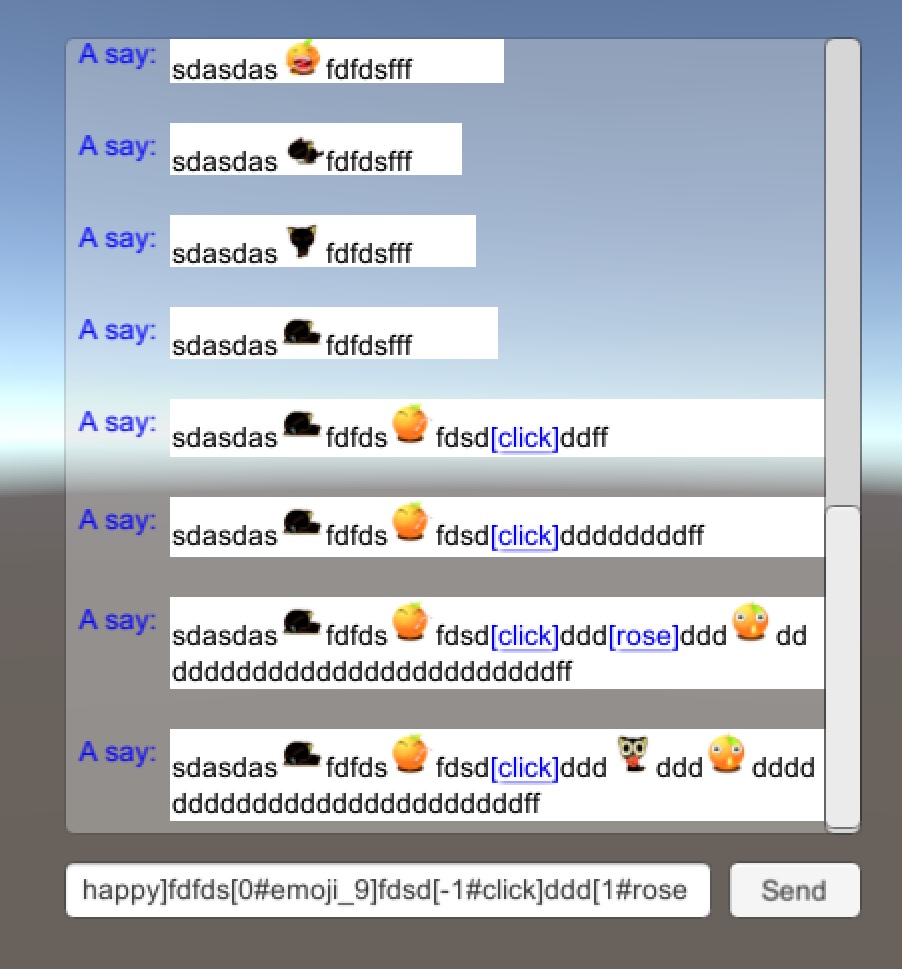 A say: sdasdas fdfdsfff
A say: sdasdas fdfdsfff
A say: sdasdas fdfdsfff
A say: sdasdas fdfdsfff
A say: sdasdas fdfds fdsd[click]ddff
A say: sdasdas fdfds fdsd[click]ddddddddff
A say: sdasdas fdfds fdsd[click]ddd[rose]ddd dd
ddddddddddddddddddddddddff
A say: sdasdas fdfds fdsd[click]ddd ddd dddd
ddddddddddddddddddddddff
happy]fdfds[0#emoji_9]fdsd[-1#click]ddd[1#rose
Send